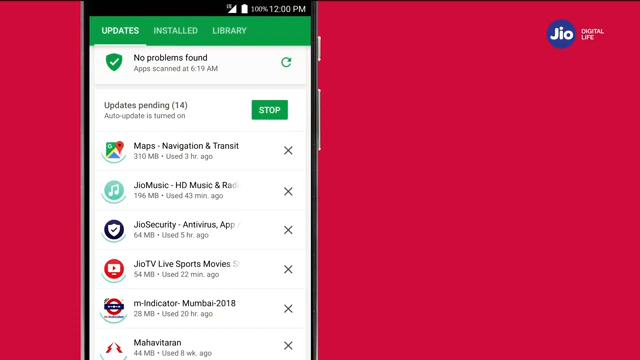 100% 12:00 PM
UPDATES INSTALLED LIBRARY
Jio DIGITAL LIFE
No problems found
Apps scanned at 6:19 AM
Updates pending (14)
Auto-update is turned on
STOP
Maps - Navigation & Transit
310 MB • Used 3 hr. ago
JioMusic - HD Music & Radi
196 MB • Used 43 min. ago
JioSecurity - Antivirus, App
64 MB • Used 5 hr. ago
JioTV Live Sports Movies S
54 MB • Used 22 min. ago
m-Indicator- Mumbai-2018
28 MB • Used 20 hr. ago
Mahavitaran
44 MB • Used 8 wk. ago